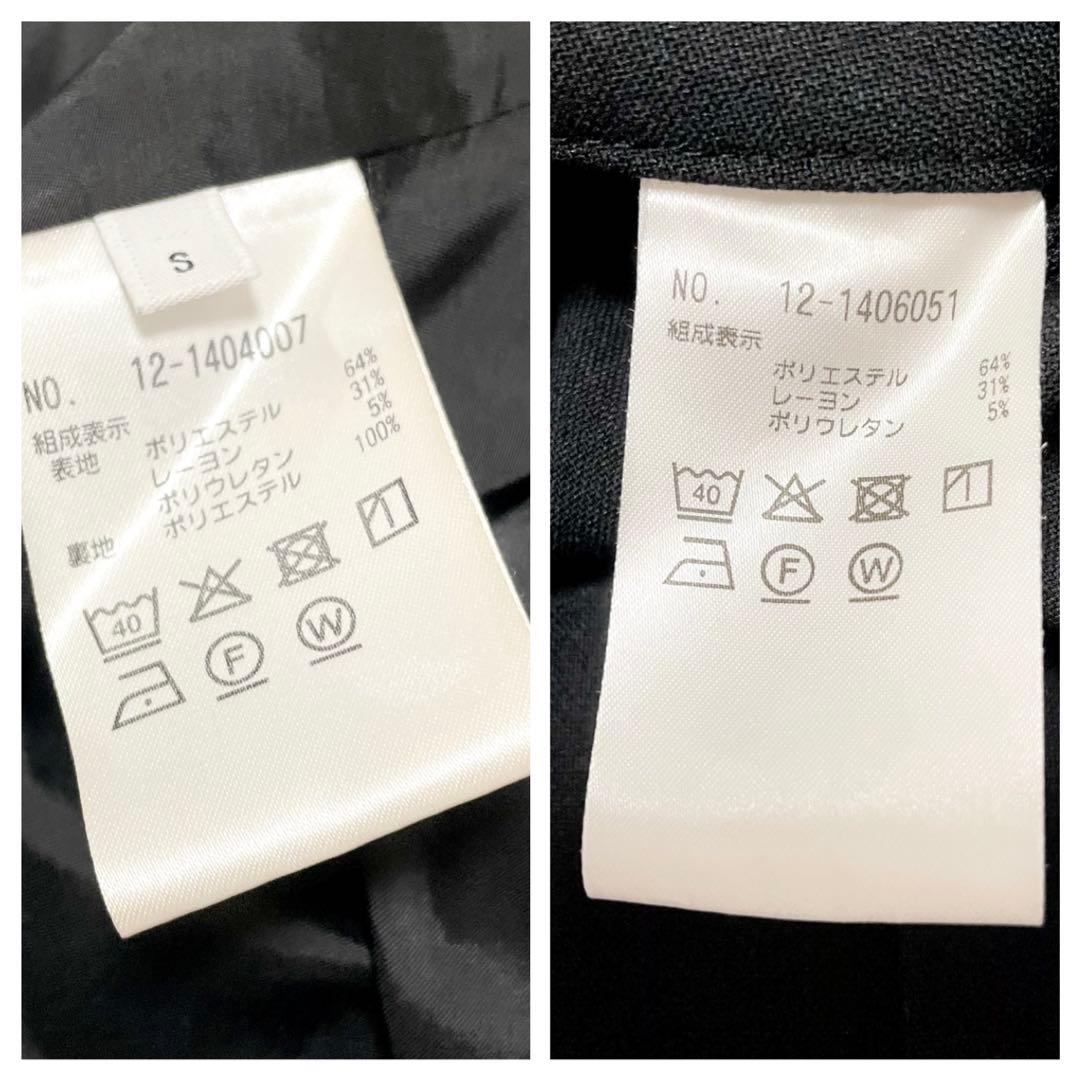 S
NO. 12-1404007
組成表示
表地 ポリエステル 64%
レーヨン 31%
ポリウレタン 5%
裏地 ポリエステル 100%
40
F W
NO. 12-1406051
組成表示
ポリエステル 64%
レーヨン 31%
ポリウレタン 5%
40
F W